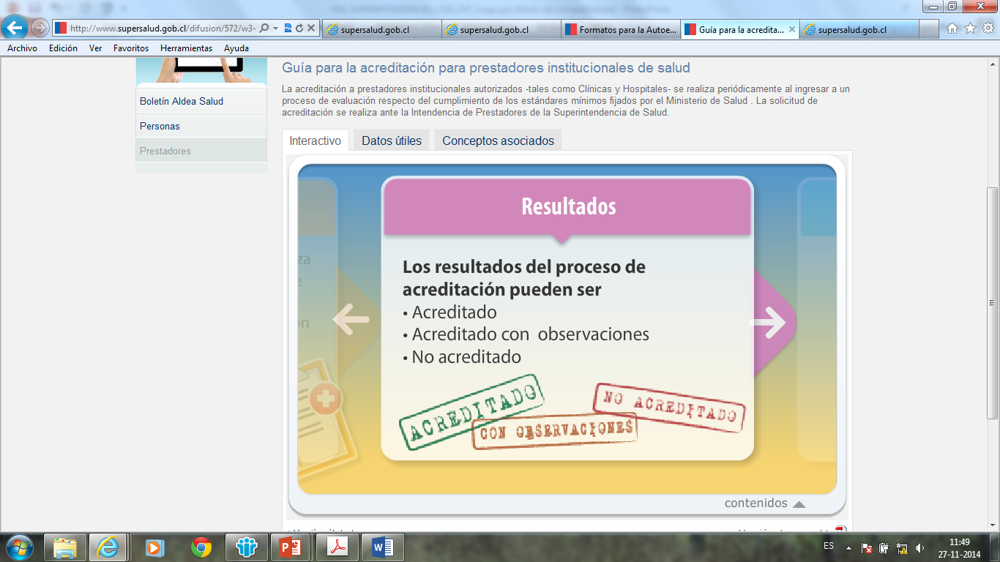 http://www.supersalud.gob.cl/difusion/572/w3-
supersalud.gob.cl
supersalud.gob.cl
Formatos para la Autoe...
Guía para la acredita...
supersalud.gob.cl
Archivo Edición Ver Favoritos Herramientas Ayuda
Guía para la acreditación para prestadores institucionales de salud
La acreditación a prestadores institucionales autorizados -tales como Clínicas y Hospitales- se realiza periódicamente al ingresar a un
proceso de evaluación respecto del cumplimiento de los estándares mínimos fijados por el Ministerio de Salud . La solicitud de
acreditación se realiza ante la Intendencia de Prestadores de la Superintendencia de Salud.
Boletín Aldea Salud
Personas
Prestadores
Interactivo
Datos útiles
Conceptos asociados
Resultados
Los resultados del proceso de
acreditación pueden ser
• Acreditado
• Acreditado con observaciones
• No acreditado
ACREDITADO
CON OBSERVACIONES
NO ACREDITADO
contenidos
ES
11:49
27-11-2014